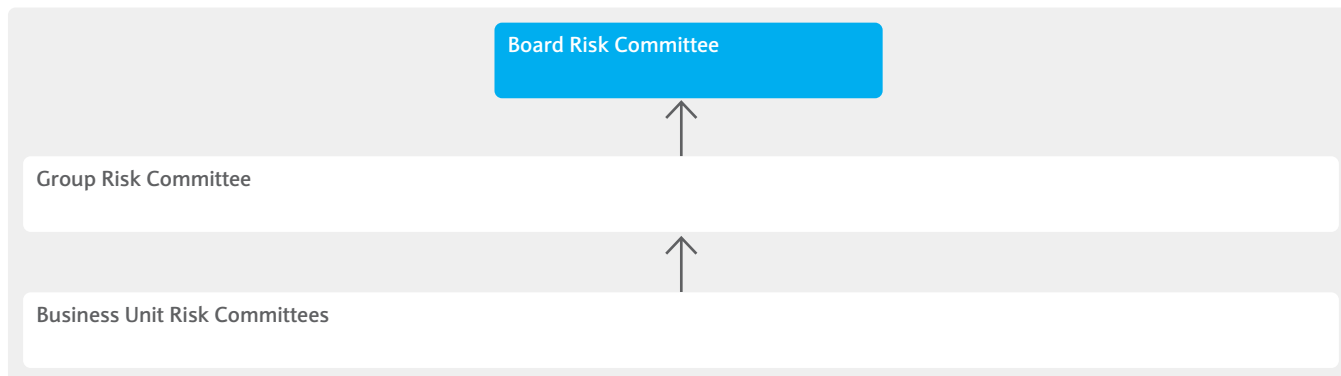 Board Risk Committee
Group Risk Committee
Business Unit Risk Committees